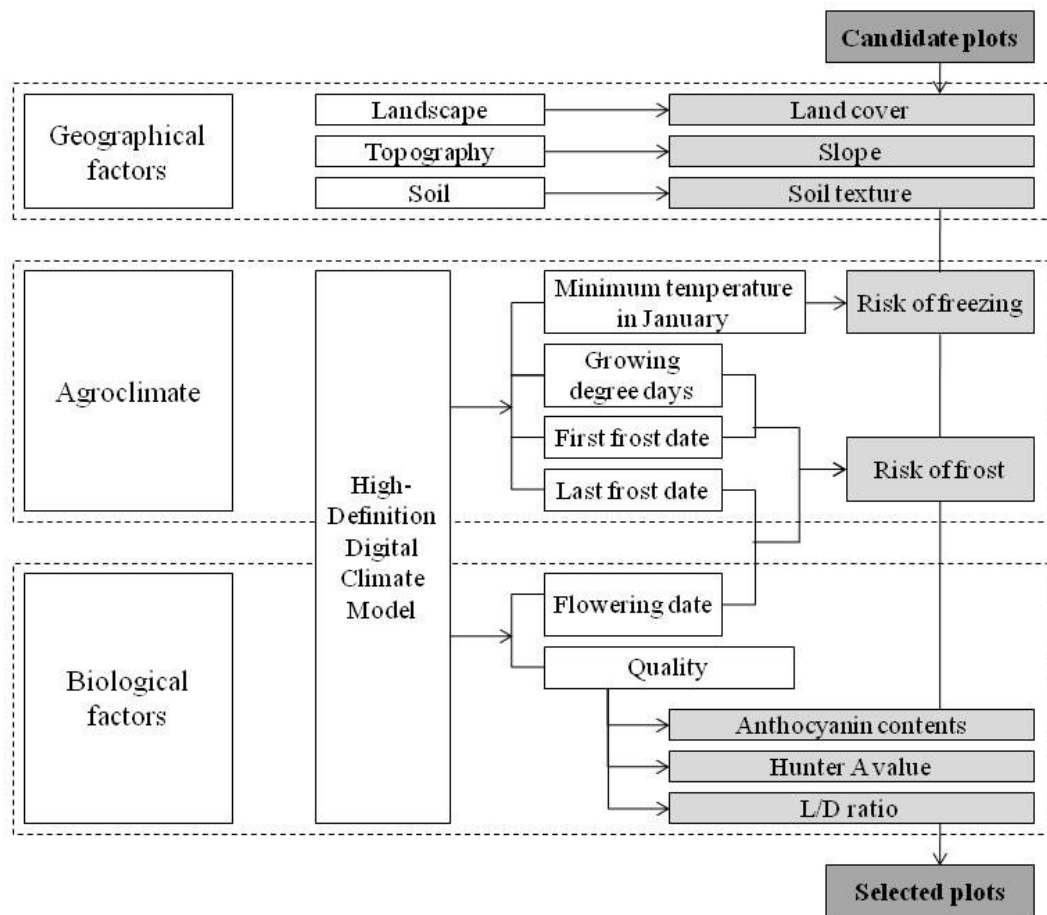 Candidate plots
Geographical
factors
Landscape
Land cover
Topography
Slope
Soil
Soil texture
Agroclimate
High-
Definition
Digital
Climate
Model
Minimum temperature
in January
Risk of freezing
Growing
degree days
First frost date
Last frost date
Risk of frost
Biological
factors
Flowering date
Quality
Anthocyanin contents
Hunter A value
L/D ratio
Selected plots